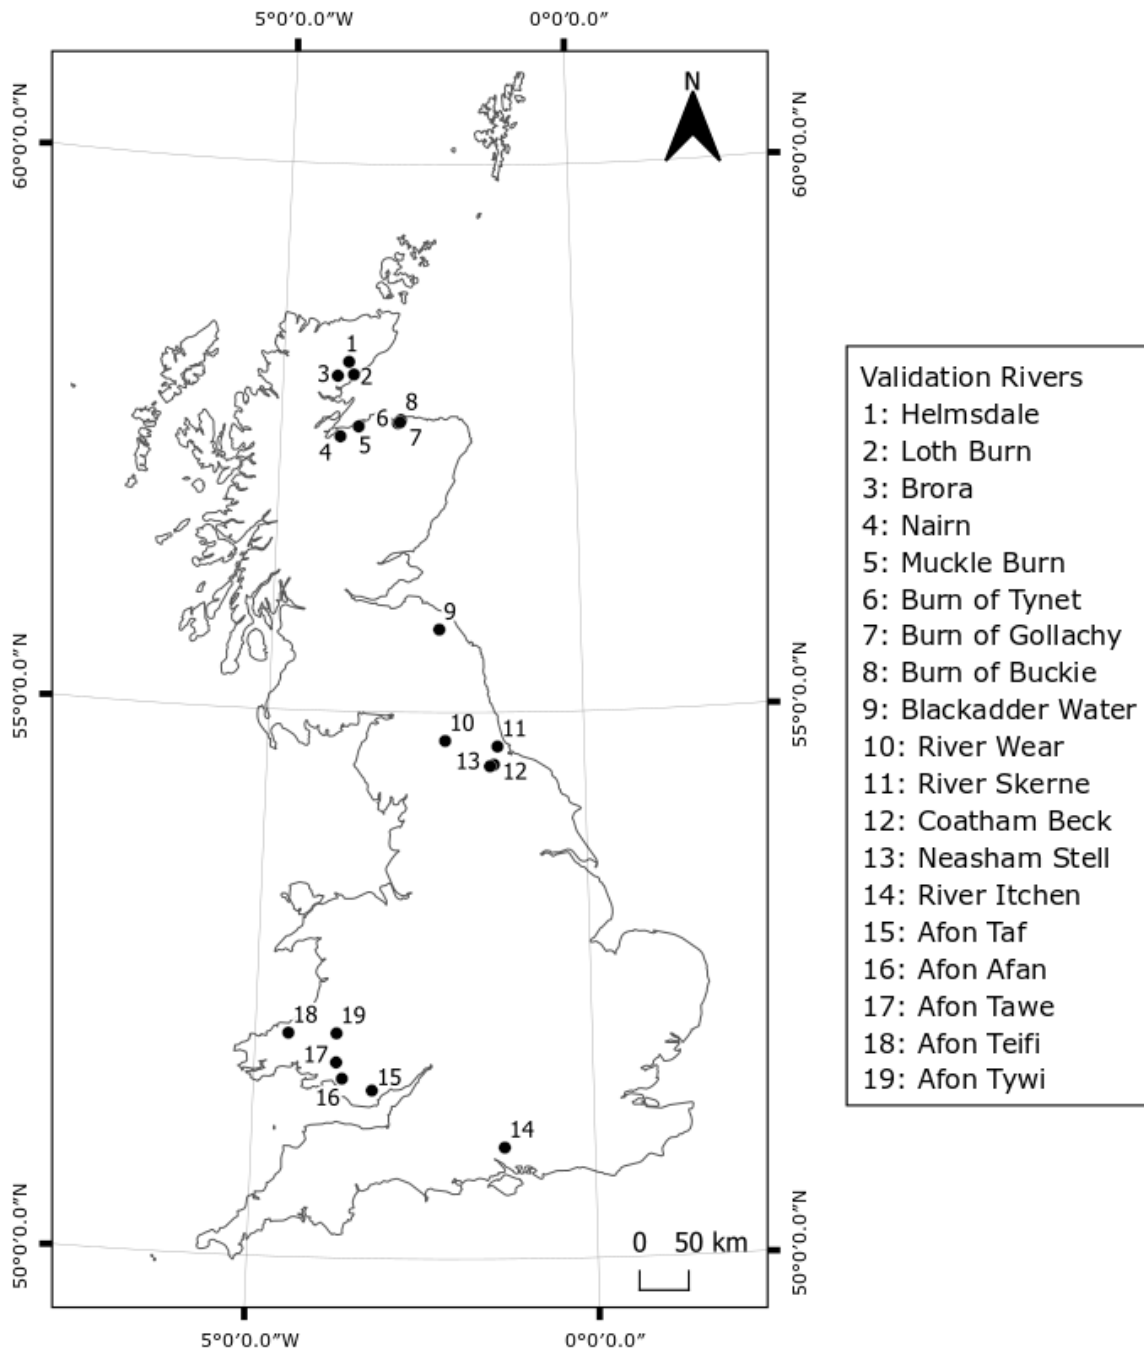 5°0′0.0″W 0°0′0.0″E
N
60°0′0.0″N 60°0′0.0″N
1
3 2
8
6
7
5
4
9
55°0′0.0″N 55°0′0.0″N
10 11
13 12
18 19
17
15
16
14
0 50 km
50°0′0.0″N 50°0′0.0″N
5°0′0.0″W 0°0′0.0″E
Validation Rivers
1: Helmsdale
2: Loth Burn
3: Brora
4: Nairn
5: Muckle Burn
6: Burn of Tynet
7: Burn of Gollachy
8: Burn of Buckie
9: Blackadder Water
10: River Wear
11: River Skerne
12: Coatham Beck
13: Neasham Stell
14: River Itchen
15: Afon Taf
16: Afon Afan
17: Afon Tawe
18: Afon Teifi
19: Afon Tywi